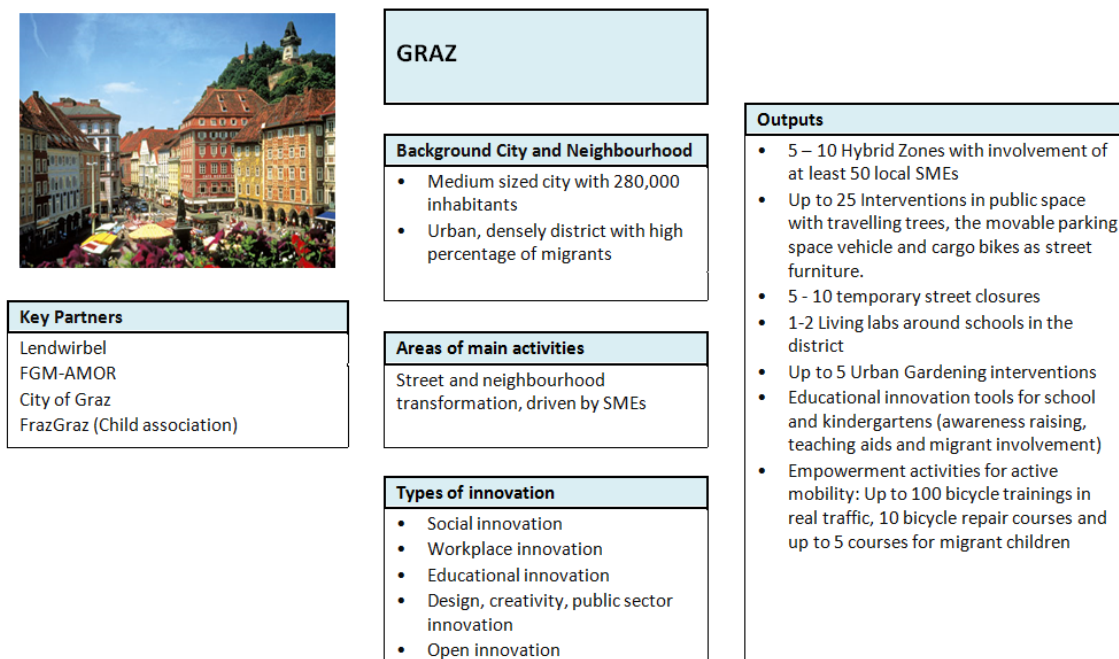 GRAZ
Background City and Neighbourhood
• Medium sized city with 280,000
inhabitants
• Urban, densely district with high
percentage of migrants
Key Partners
Lendwirbel
FGM-AMOR
City of Graz
FrazGraz (Child association)
Areas of main activities
Street and neighbourhood
transformation, driven by SMEs
Types of innovation
• Social innovation
• Workplace innovation
• Educational innovation
• Design, creativity, public sector
innovation
• Open innovation
Outputs
• 5 – 10 Hybrid Zones with involvement of
at least 50 local SMEs
• Up to 25 Interventions in public space
with travelling trees, the movable parking
space vehicle and cargo bikes as street
furniture.
• 5 - 10 temporary street closures
• 1-2 Living labs around schools in the
district
• Up to 5 Urban Gardening interventions
• Educational innovation tools for school
and kindergartens (awareness raising,
teaching aids and migrant involvement)
• Empowerment activities for active
mobility: Up to 100 bicycle trainings in
real traffic, 10 bicycle repair courses and
up to 5 courses for migrant children